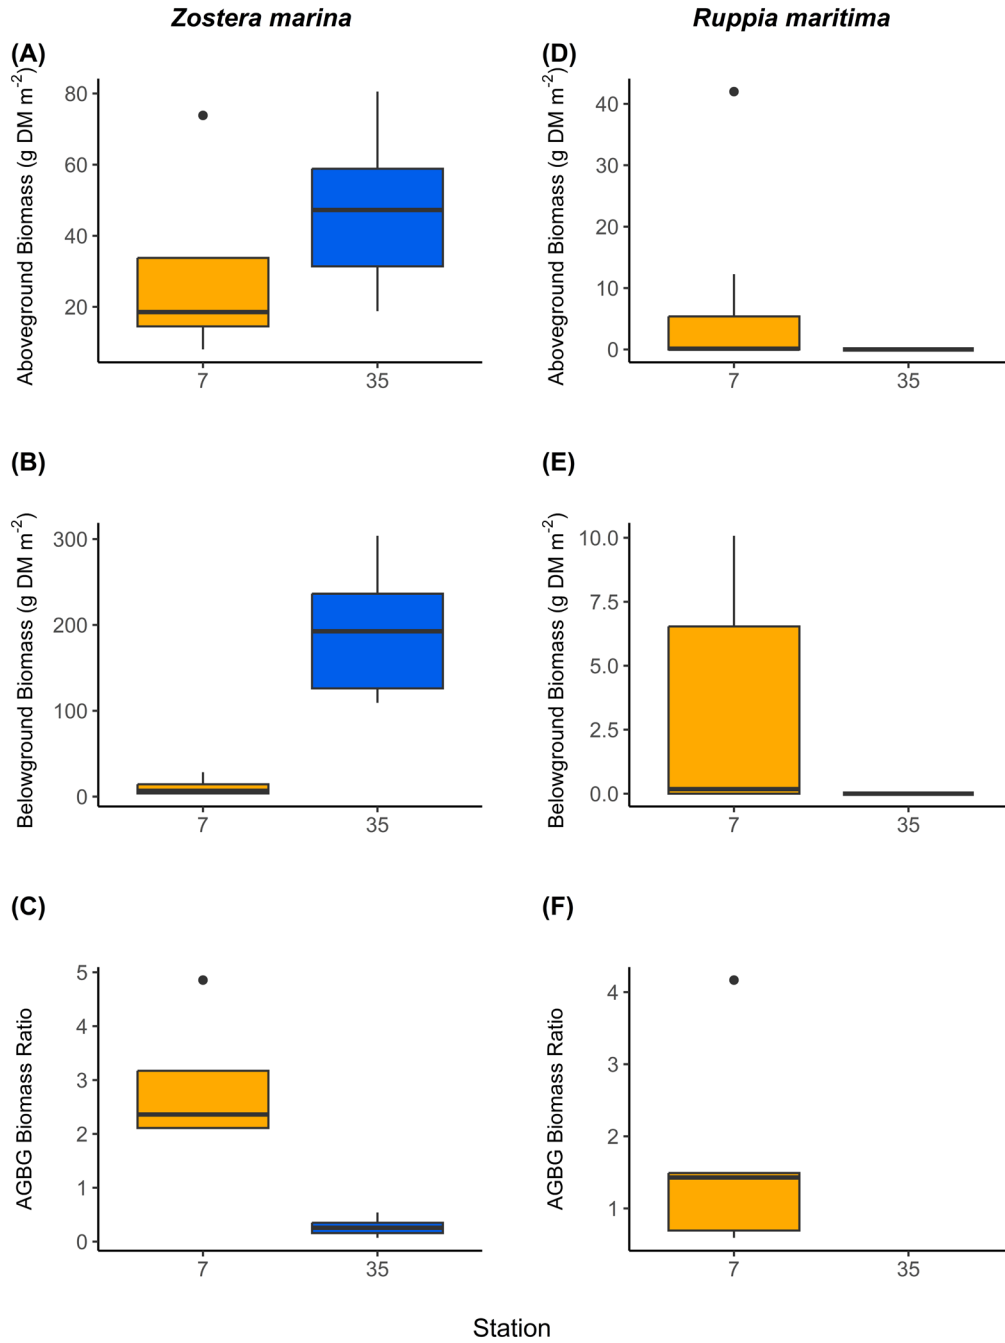 Zostera marina
Ruppia maritima
(A)
Aboveground Biomass (g DM m⁻²)
80
60
40
20
7
35
(D)
Aboveground Biomass (g DM m⁻²)
40
30
20
10
0
7
35
(B)
Belowground Biomass (g DM m⁻²)
300
200
100
0
7
35
(E)
Belowground Biomass (g DM m⁻²)
10.0
7.5
5.0
2.5
0.0
7
35
(C)
AGBG Biomass Ratio
5
4
3
2
1
0
7
35
(F)
AGBG Biomass Ratio
4
3
2
1
7
35
Station